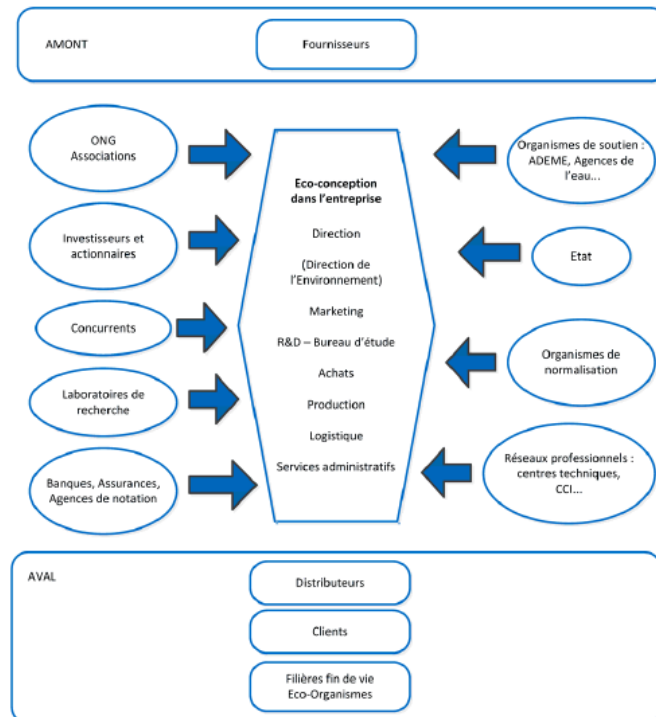 AMONT
Fournisseurs
ONG
Associations
Investisseurs et
actionnaires
Concurrents
Laboratoires de
recherche
Banques, Assurances,
Agences de notation
Eco-conception
dans l'entreprise
Direction
(Direction de
l'Environnement)
Marketing
R&D – Bureau d'étude
Achats
Production
Logistique
Services administratifs
Organismes de soutien :
ADEME, Agences de
l'eau...
Etat
Organismes de
normalisation
Réseaux professionnels :
centres techniques,
CCI...
AVAL
Distributeurs
Clients
Filières fin de vie
Eco-Organismes